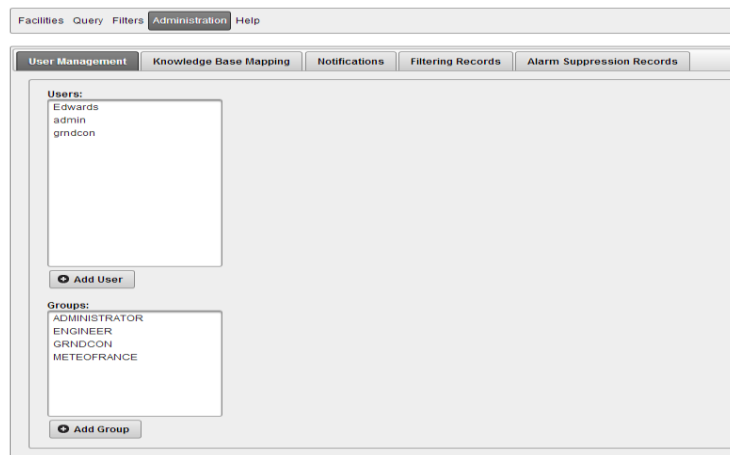 Facilities Query Filters Administration Help
User Management Knowledge Base Mapping Notifications Filtering Records Alarm Suppression Records
Users:
Edwards
admin
grndcon
Add User
Groups:
ADMINISTRATOR
ENGINEER
GRNDCON
METEOFRANCE
Add Group